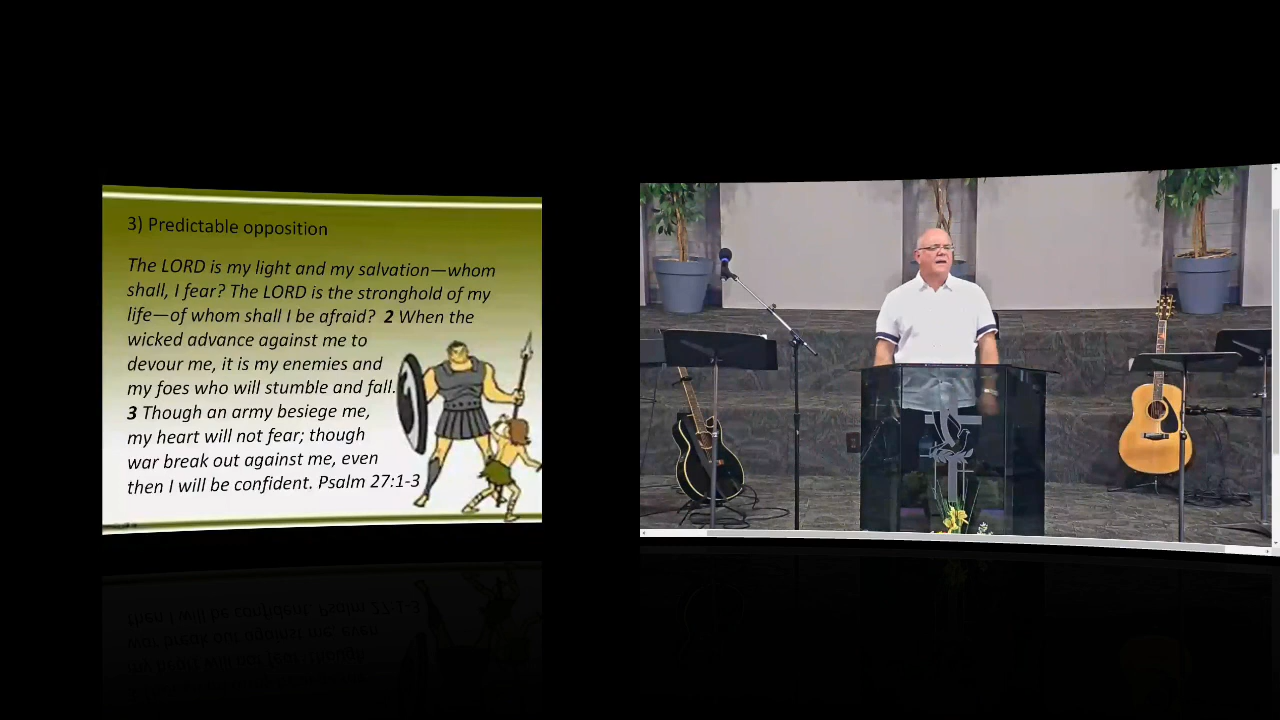 3) Predictable opposition
The LORD is my light and my salvation—whom
shall, I fear? The LORD is the stronghold of my
life—of whom shall I be afraid? 2 When the
wicked advance against me to
devour me, it is my enemies and
my foes who will stumble and fall.
3 Though an army besiege me,
my heart will not fear; though
war break out against me, even
then I will be confident. Psalm 27:1-3